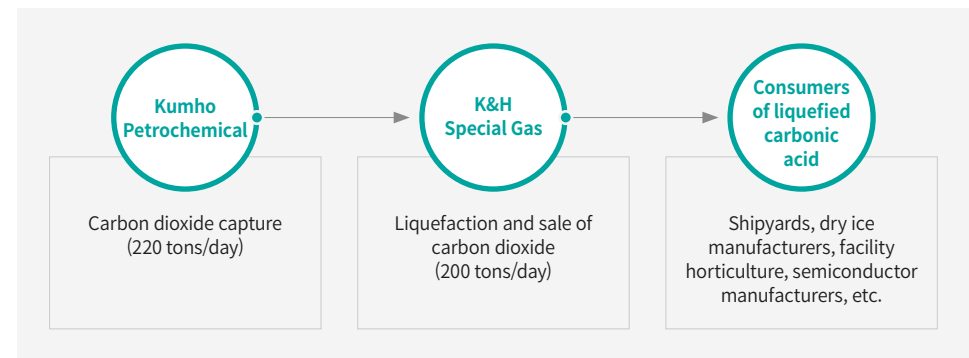 Kumho
Petrochemical
K&H
Special Gas
Consumers
of liquefied
carbonic
acid
Carbon dioxide capture
(220 tons/day)
Liquefaction and sale of
carbon dioxide
(200 tons/day)
Shipyards, dry ice
manufacturers, facility
horticulture, semiconductor
manufacturers, etc.